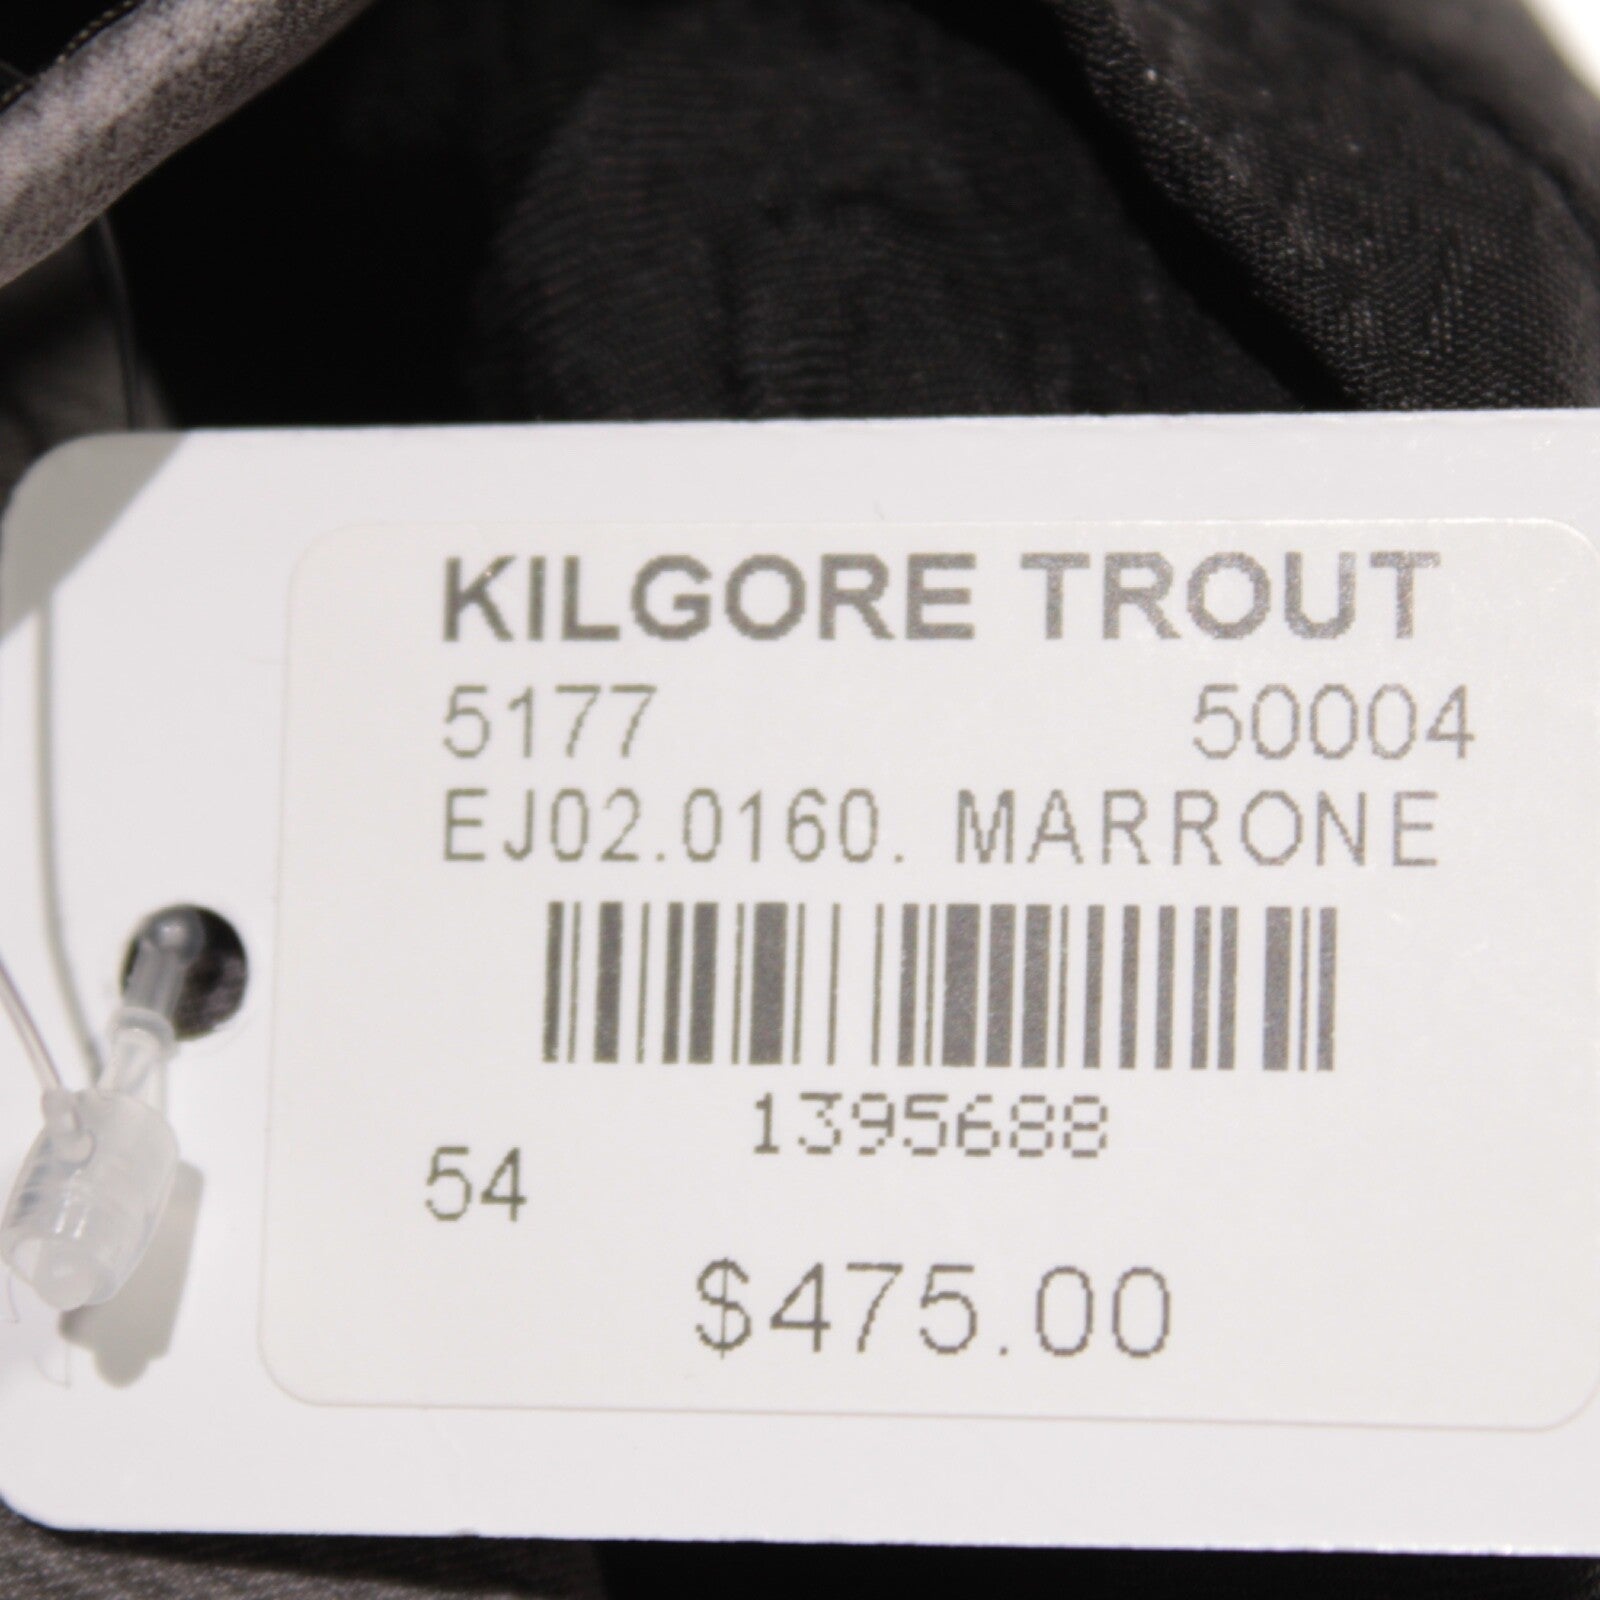 KILGORE TROUT
5177 50004
EJ02.0160. MARRONE
1395688
54
$475.00